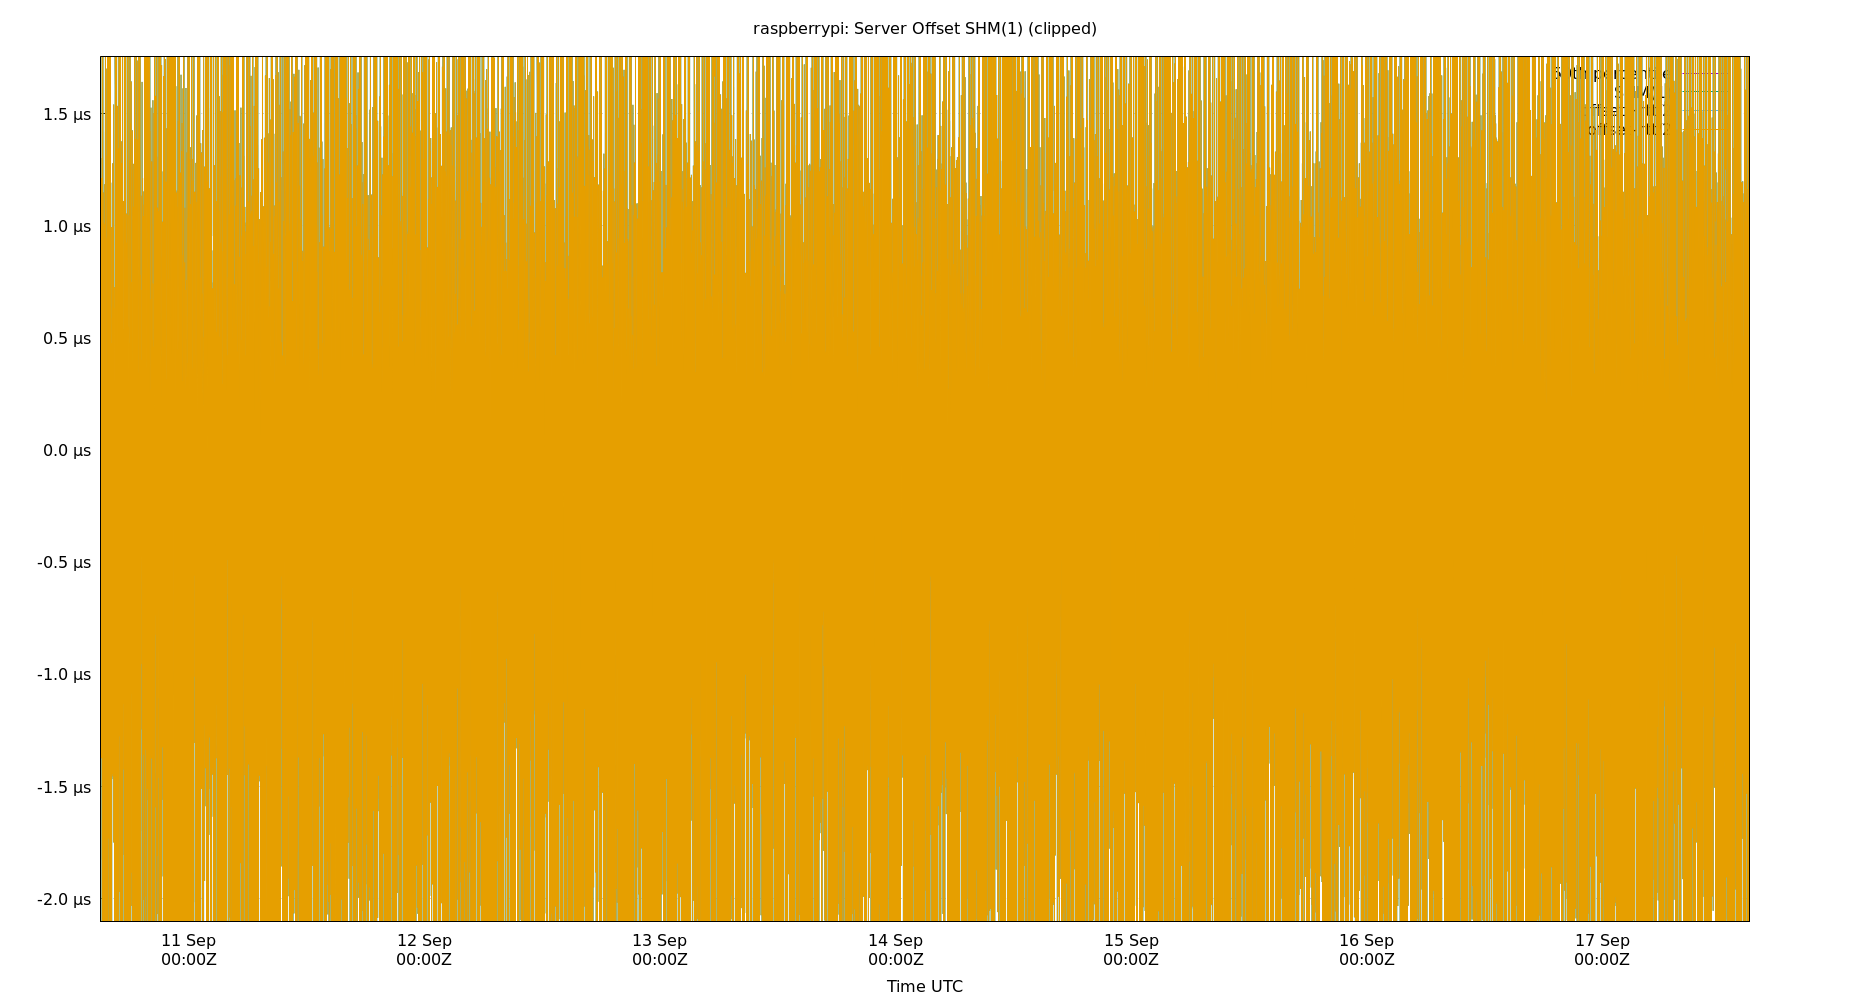 raspberrypi: Server Offset SHM(1) (clipped)
1.5 µs
1.0 µs
0.5 µs
0.0 µs
-0.5 µs
-1.0 µs
-1.5 µs
-2.0 µs
11 Sep
00:00Z
12 Sep
00:00Z
13 Sep
00:00Z
14 Sep
00:00Z
15 Sep
00:00Z
16 Sep
00:00Z
17 Sep
00:00Z
Time UTC